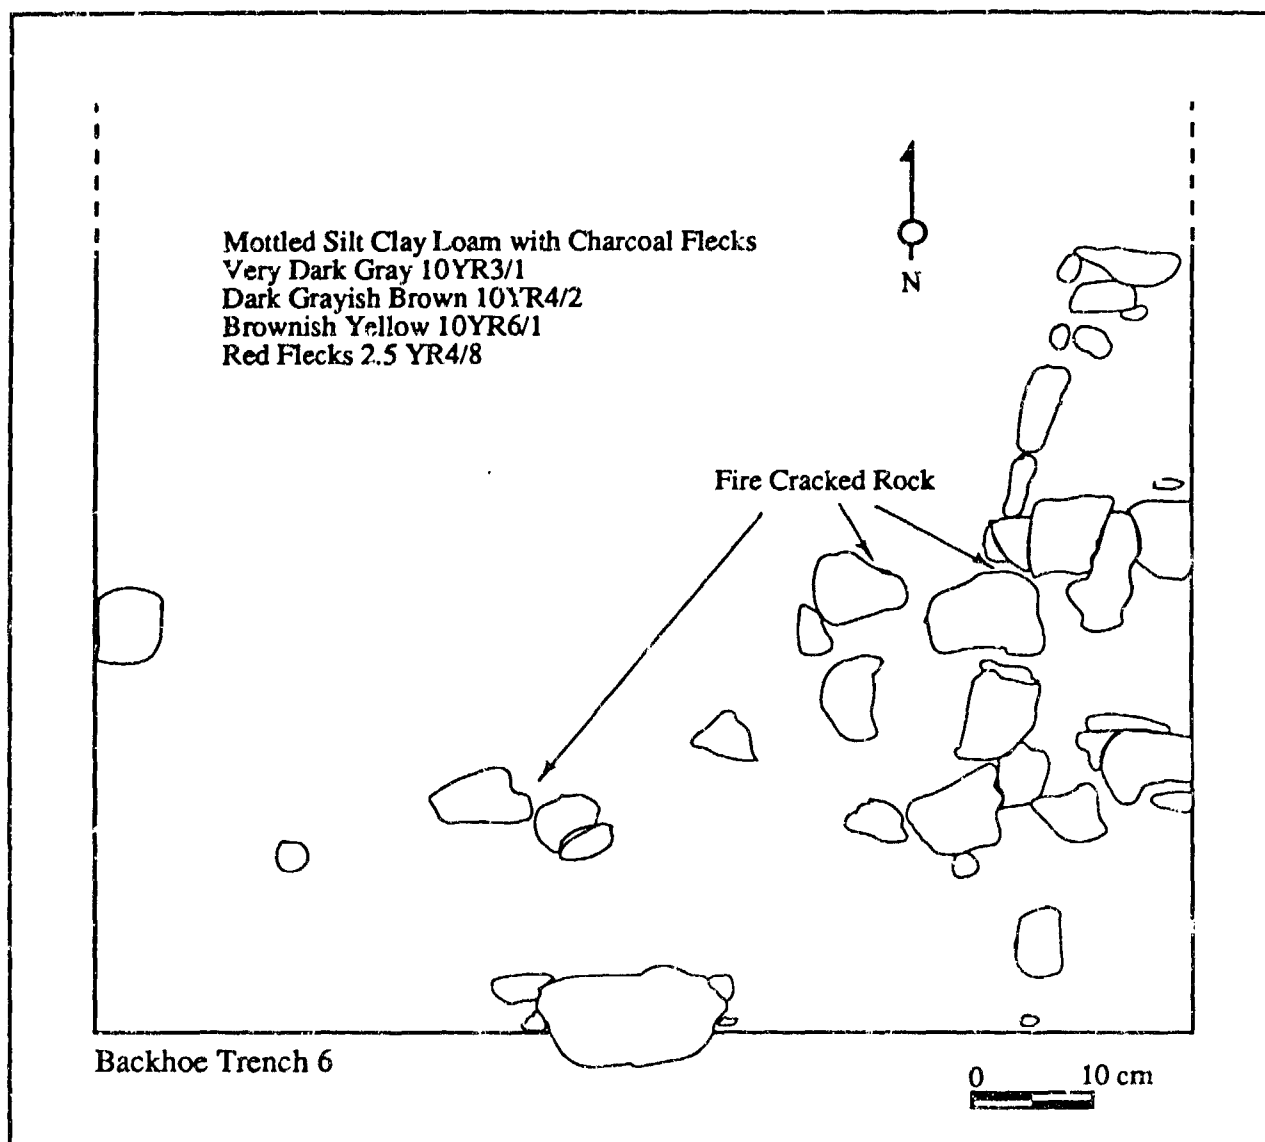 Mottled Silt Clay Loam with Charcoal Flecks
Very Dark Gray 10YR3/1
Dark Grayish Brown 10YR4/2
Brownish Yellow 10YR6/1
Red Flecks 2.5 YR4/8
N
Fire Cracked Rock
Backhoe Trench 6
0 10 cm